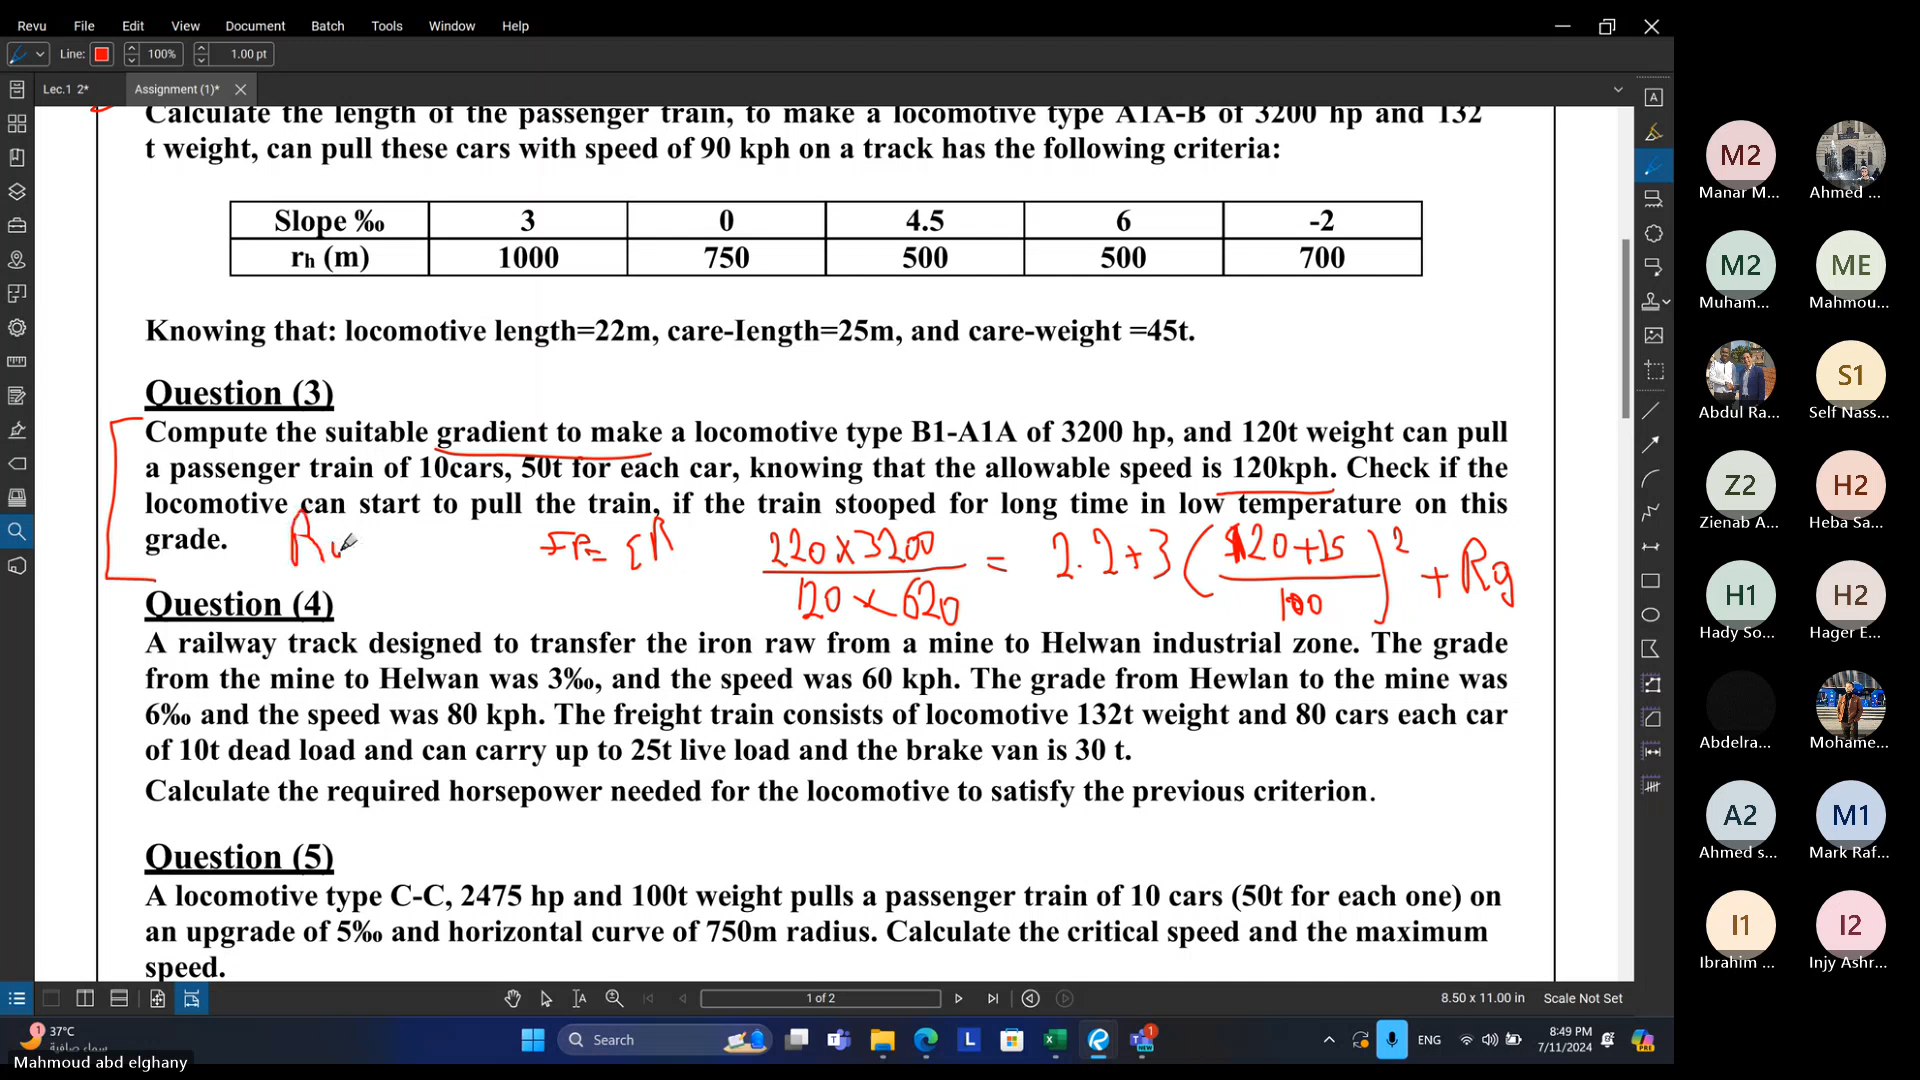 Revu File Edit View Document Batch Tools Window Help
Line: 100% 1.00 pt
Lec.1 2* Assignment (1)*
Calculate the length of the passenger train, to make a locomotive type A1A-B of 3200 hp and 132
t weight, can pull these cars with speed of 90 kph on a track has the following criteria:
Slope ‰ 3 0 4.5 6 -2
rh (m) 1000 750 500 500 700
Knowing that: locomotive length=22m, care-Iength=25m, and care-weight =45t.
Question (3)
Compute the suitable gradient to make a locomotive type B1-A1A of 3200 hp, and 120t weight can pull
a passenger train of 10cars, 50t for each car, knowing that the allowable speed is 120kph. Check if the
locomotive can start to pull the train, if the train stooped for long time in low temperature on this
grade.
220 x 3200 / 120 x 620 = 2.2 + 3 ( 120+15 / 100 )² + Rg
Question (4)
A railway track designed to transfer the iron raw from a mine to Helwan industrial zone. The grade
from the mine to Helwan was 3‰, and the speed was 60 kph. The grade from Hewlan to the mine was
6‰ and the speed was 80 kph. The freight train consists of locomotive 132t weight and 80 cars each car
of 10t dead load and can carry up to 25t live load and the brake van is 30 t.
Calculate the required horsepower needed for the locomotive to satisfy the previous criterion.
Question (5)
A locomotive type C-C, 2475 hp and 100t weight pulls a passenger train of 10 cars (50t for each one) on
an upgrade of 5‰ and horizontal curve of 750m radius. Calculate the critical speed and the maximum
speed.
1 of 2
8.50 x 11.00 in Scale Not Set
1 37°C
سماء صافية
Search
1
ENG
8:49 PM
7/11/2024
Mahmoud abd elghany
M2
Manar M...
Ahmed ...
M2 ME
Muham... Mahmou...
S1
Abdul Ra... Self Nass...
Z2 H2
Zienab A... Heba Sa...
H1 H2
Hady So... Hager E...
Abdelra... Mohame...
A2 M1
Ahmed s... Mark Raf...
I1 I2
Ibrahim ... Injy Ashr...